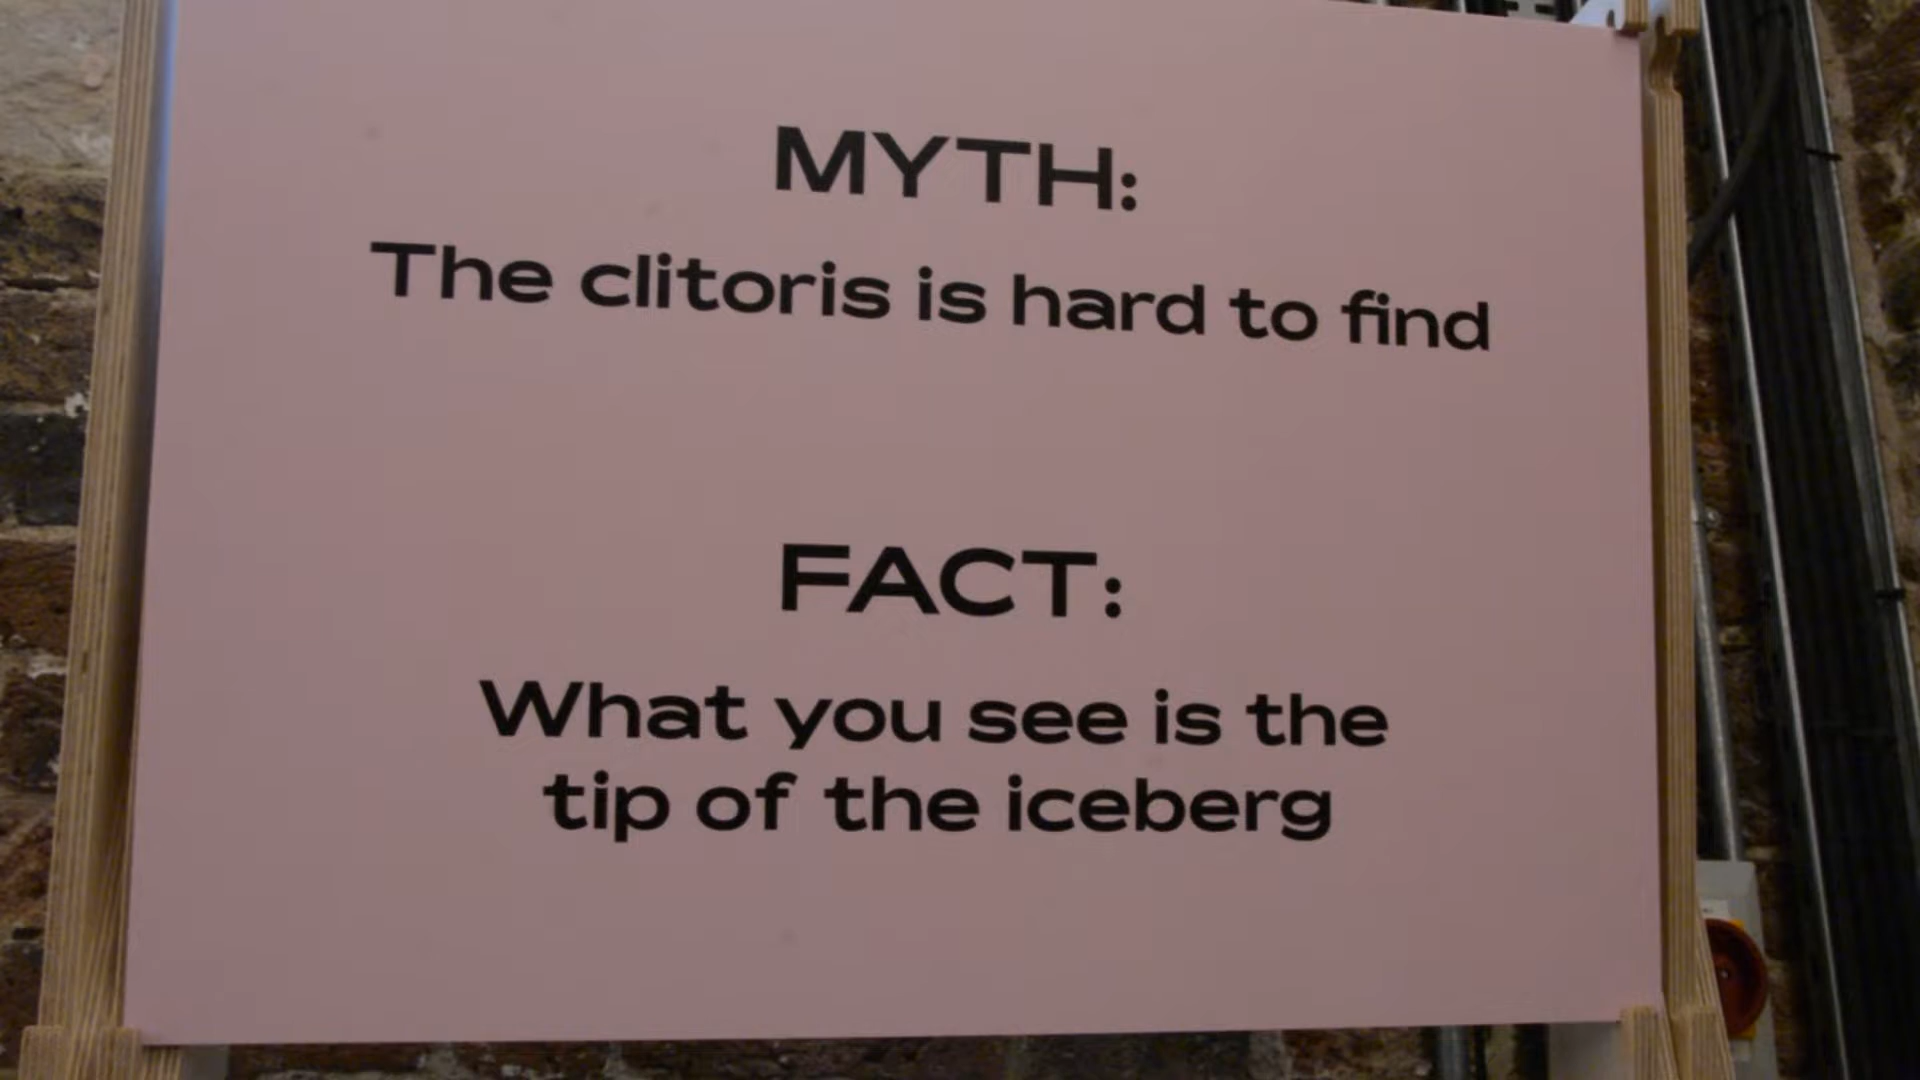 MYTH:
The clitoris is hard to find
FACT:
What you see is the
tip of the iceberg